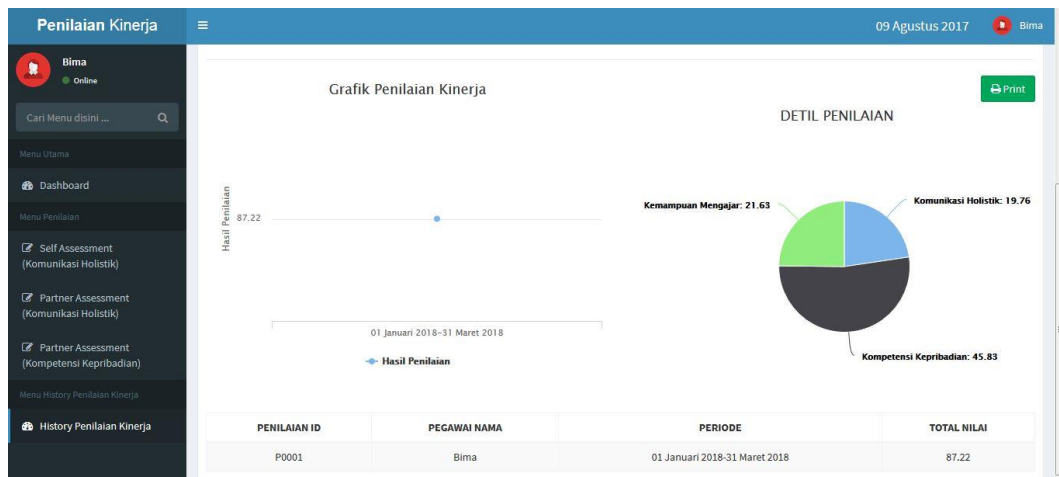 Penilaian Kinerja
09 Agustus 2017
Bima
Bima
Online
Cari Menu disini ...
Menu Utama
Dashboard
Menu Penilaian
Self Assessment
(Komunikasi Holistik)
Partner Assessment
(Komunikasi Holistik)
Partner Assessment
(Kompetensi Kepribadian)
Menu History Penilaian Kinerja
History Penilaian Kinerja
Grafik Penilaian Kinerja
Print
Hasil Penilaian
87.22
01 Januari 2018-31 Maret 2018
Hasil Penilaian
DETIL PENILAIAN
Kemampuan Mengajar: 21.63
Komunikasi Holistik: 19.76
Kompetensi Kepribadian: 45.83
PENILAIAN ID PEGAWAI NAMA PERIODE TOTAL NILAI
P0001 Bima 01 Januari 2018-31 Maret 2018 87.22